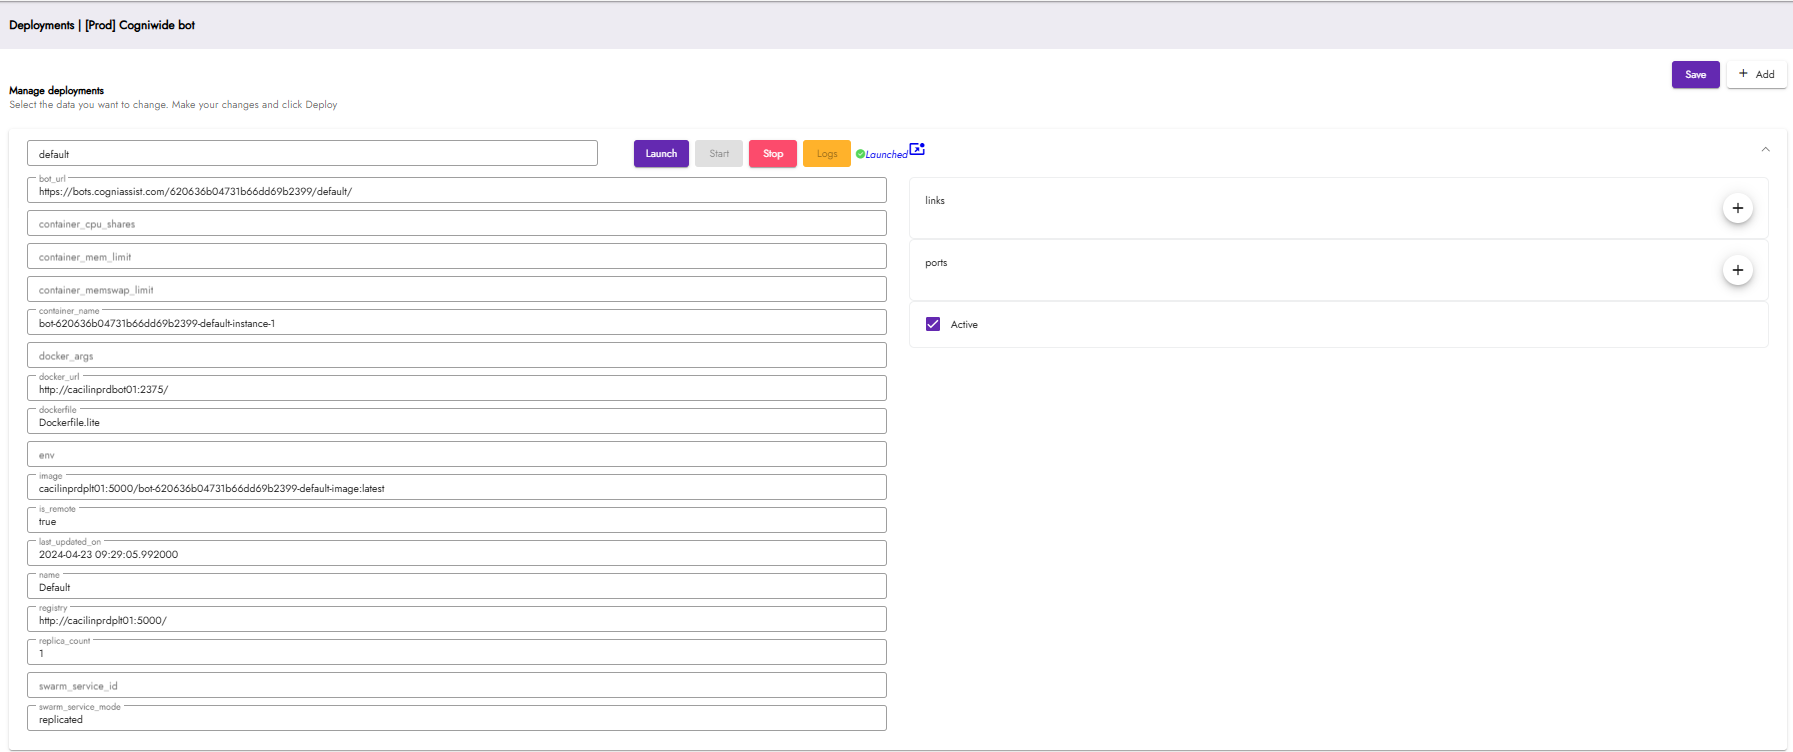 Deployments | [Prod] Cogniwide bot
Save
+ Add
Manage deployments
Select the data you want to change. Make your changes and click Deploy
default
Launch
Start
Stop
Logs
Launched
bot_url
https://bots.cogniassist.com/620636b04731b66dd69b2399/default/
container_cpu_shares
container_mem_limit
container_memswap_limit
container_name
bot-620636b04731b66dd69b2399-default-instance-1
docker_args
docker_url
http://cacilinprdbot01:2375/
dockerfile
Dockerfile.lite
env
image
cacilinprdplt01:5000/bot-620636b04731b66dd69b2399-default-image:latest
is_remote
true
last_updated_on
2024-04-23 09:29:05.992000
name
Default
registry
http://cacilinprdplt01:5000/
replica_count
1
swarm_service_id
swarm_service_mode
replicated
links
+
ports
+
Active